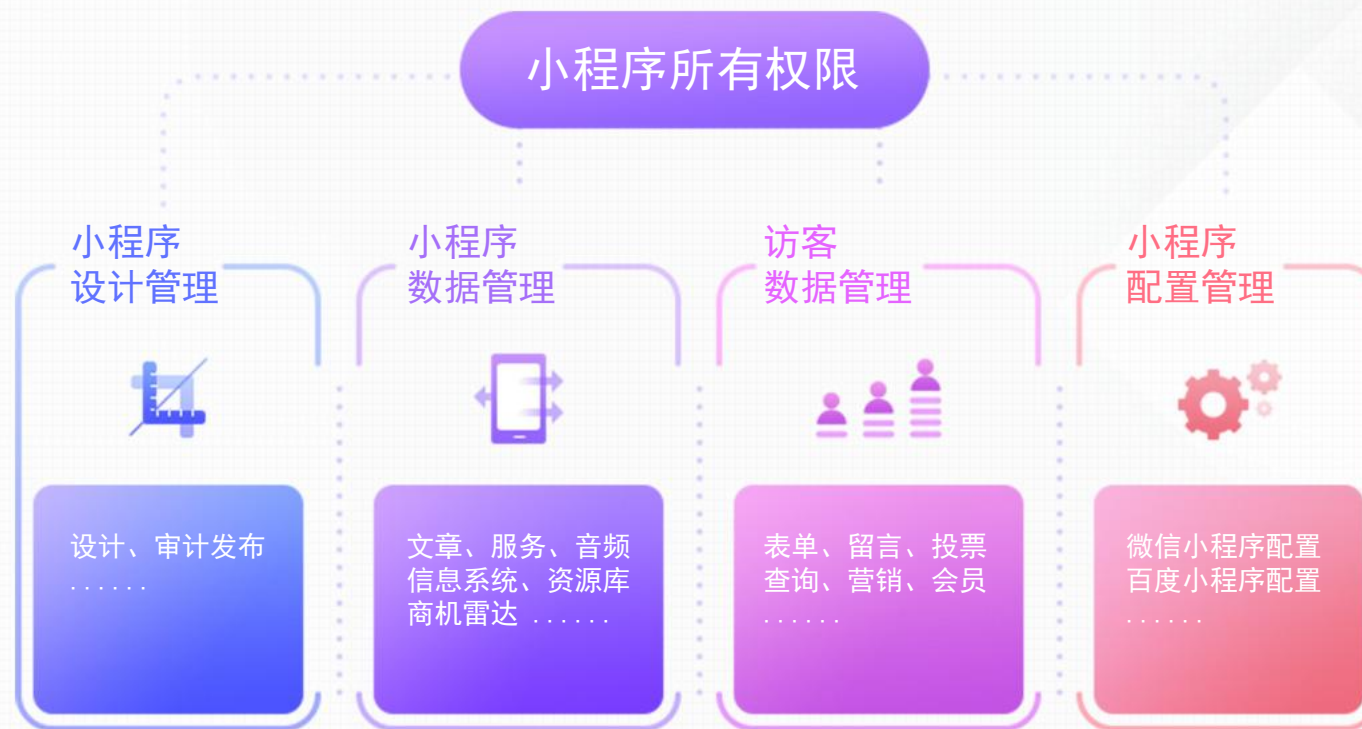 小程序所有权限
小程序
设计管理
小程序
数据管理
访客
数据管理
小程序
配置管理
设计、审计发布
......
文章、服务、音频
信息系统、资源库
商机雷达 ......
表单、留言、投票
查询、营销、会员
......
微信小程序配置
百度小程序配置
......